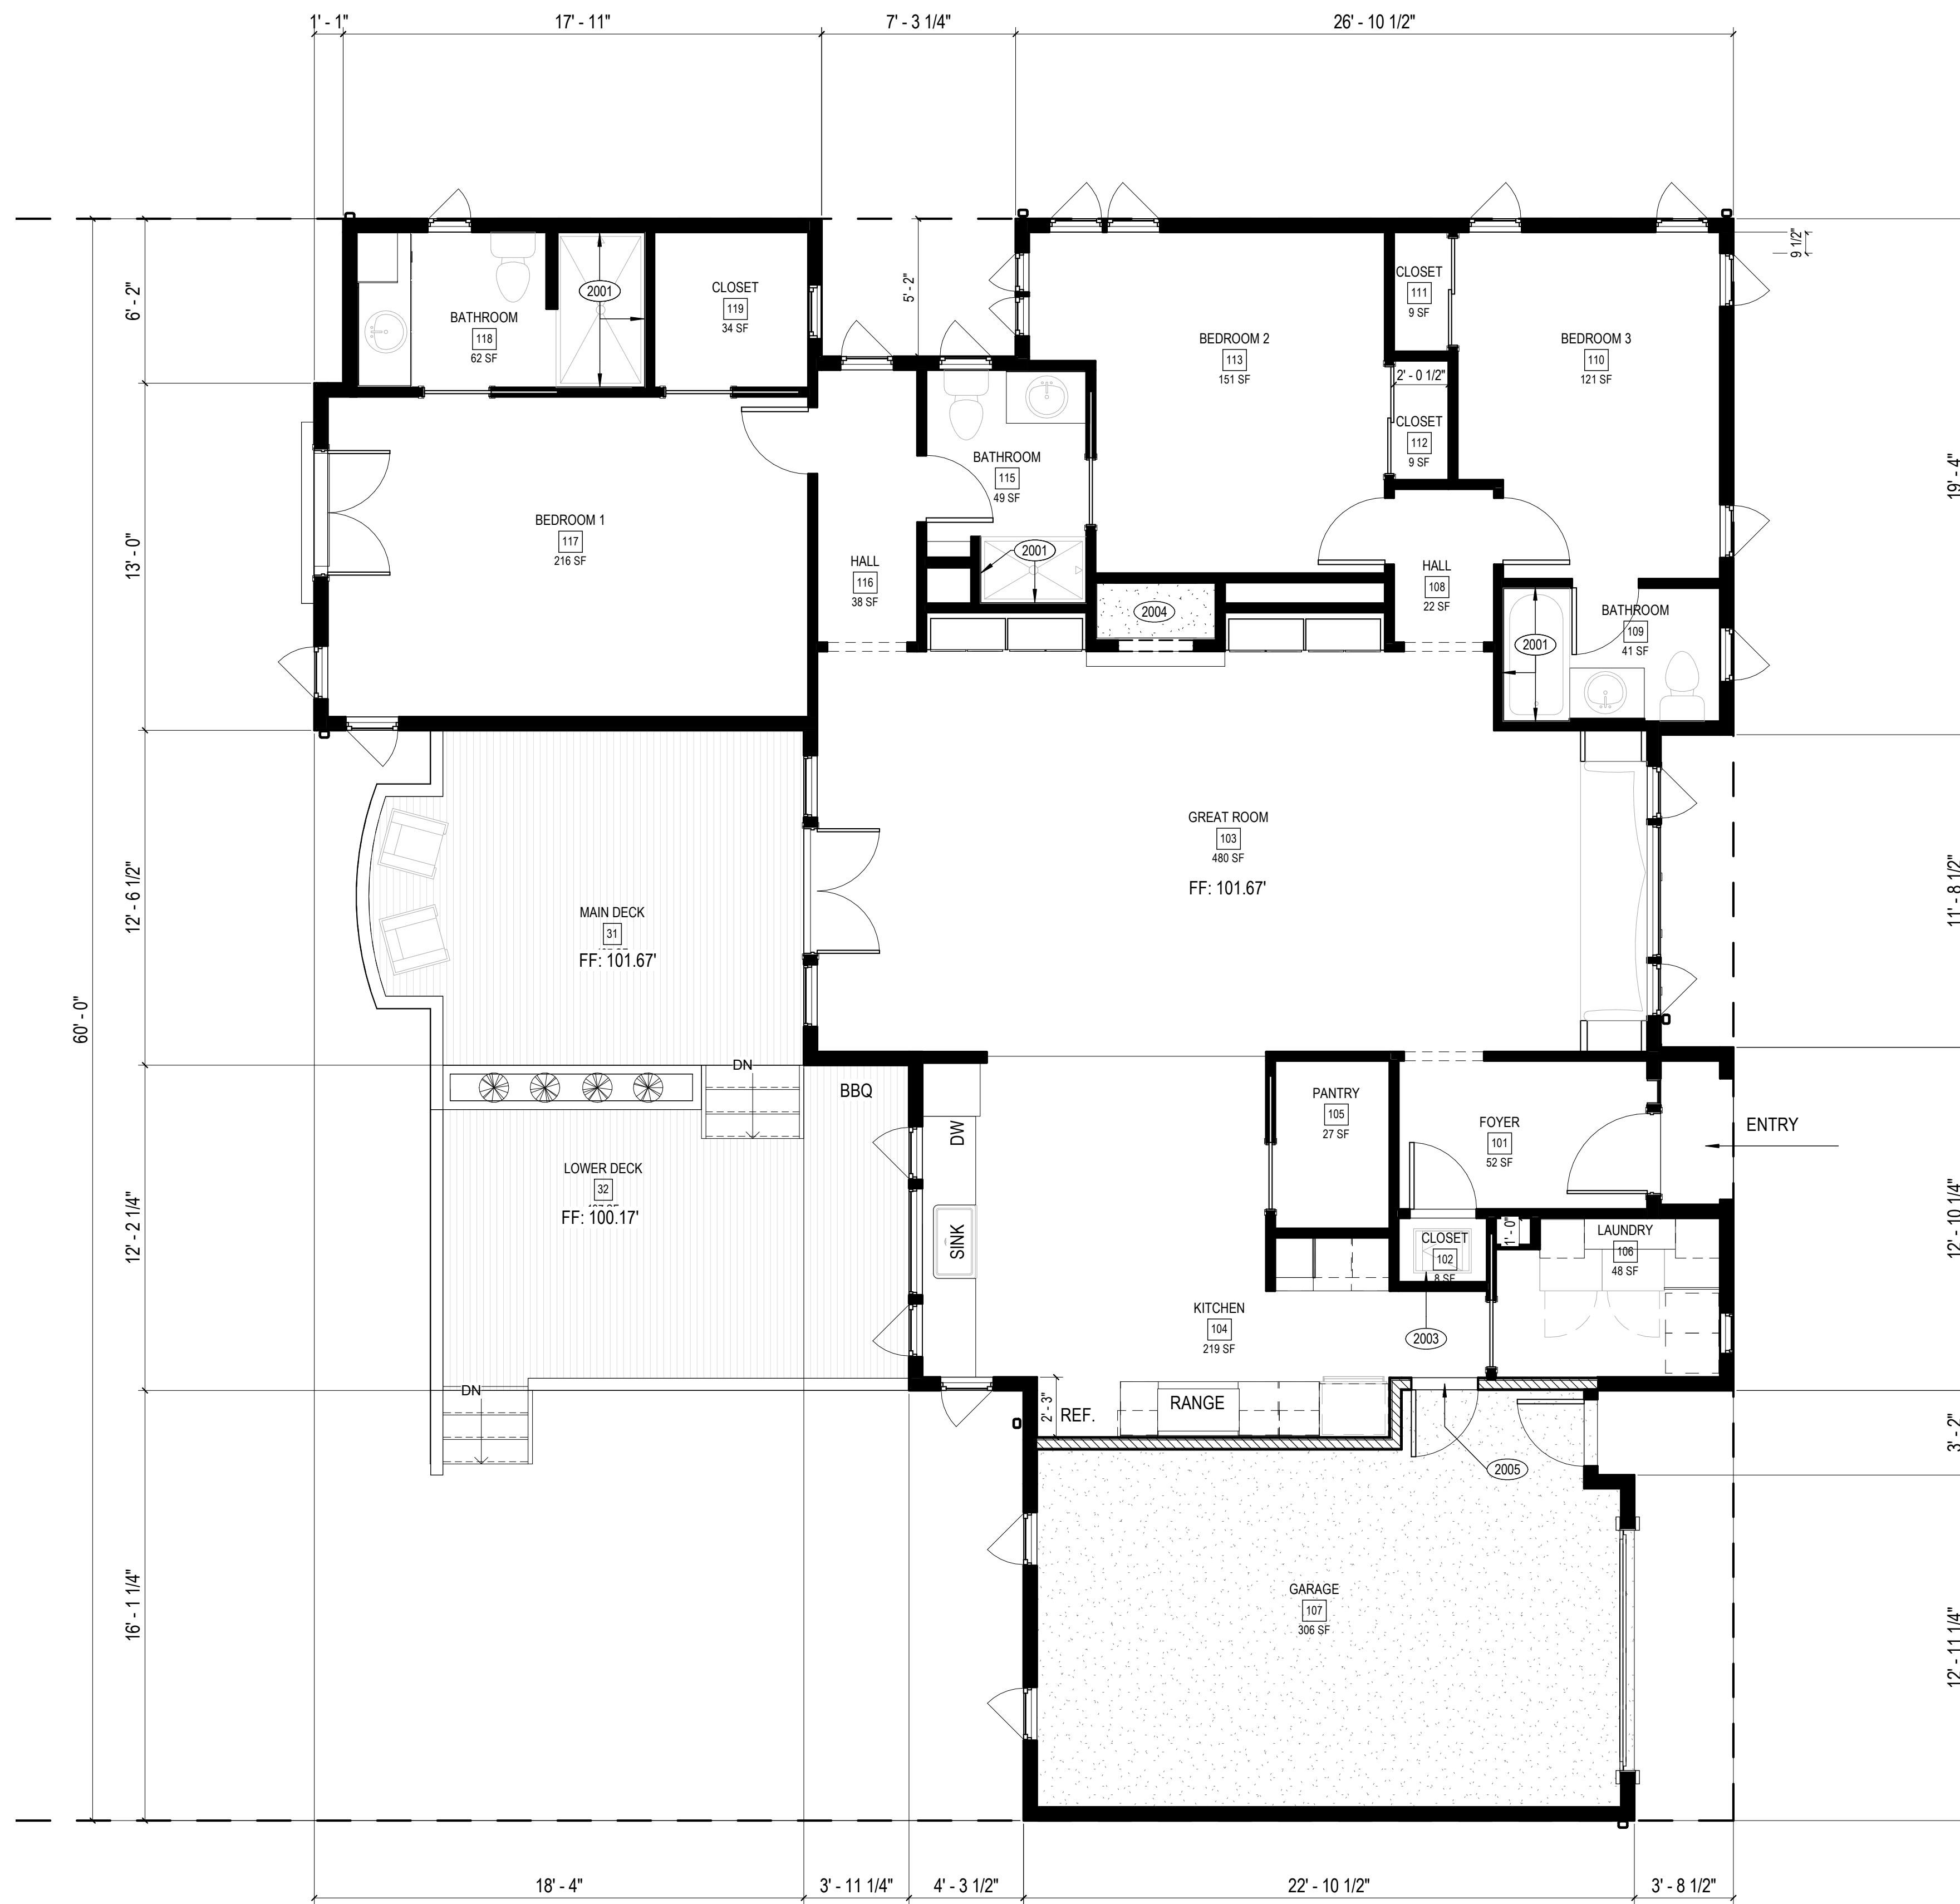 1' - 1"
17' - 11"
7' - 3 1/4"
26' - 10 1/2"
9 1/2"
6' - 2"
5' - 2"
CLOSET
111
9 SF
CLOSET
119
34 SF
2001
BATHROOM
118
62 SF
BEDROOM 2
113
151 SF
BEDROOM 3
110
121 SF
2' - 0 1/2"
CLOSET
112
9 SF
BATHROOM
115
49 SF
19' - 4"
BEDROOM 1
117
216 SF
13' - 0"
2001
HALL
116
38 SF
HALL
108
22 SF
2004
BATHROOM
109
41 SF
2001
GREAT ROOM
103
480 SF
FF: 101.67'
12' - 6 1/2"
11' - 8 1/2"
MAIN DECK
31
FF: 101.67'
60' - 0"
DN
BBQ
PANTRY
105
27 SF
DW
FOYER
101
52 SF
ENTRY
LOWER DECK
32
FF: 100.17'
12' - 2 1/4"
12' - 10 1/4"
SINK
CLOSET
102
8 SF
1' - 0"
LAUNDRY
106
48 SF
KITCHEN
104
219 SF
2003
DN
2' - 3"
REF.
RANGE
3' - 2"
2005
GARAGE
107
306 SF
16' - 1 1/4"
12' - 11 1/4"
18' - 4"
3' - 11 1/4"
4' - 3 1/2"
22' - 10 1/2"
3' - 8 1/2"